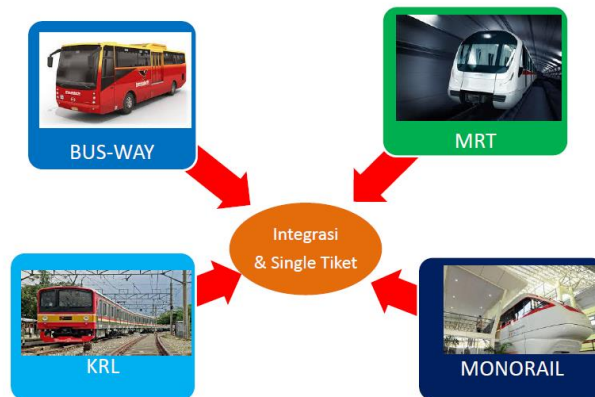 BUS-WAY
MRT
Integrasi
& Single Tiket
KRL
MONORAIL